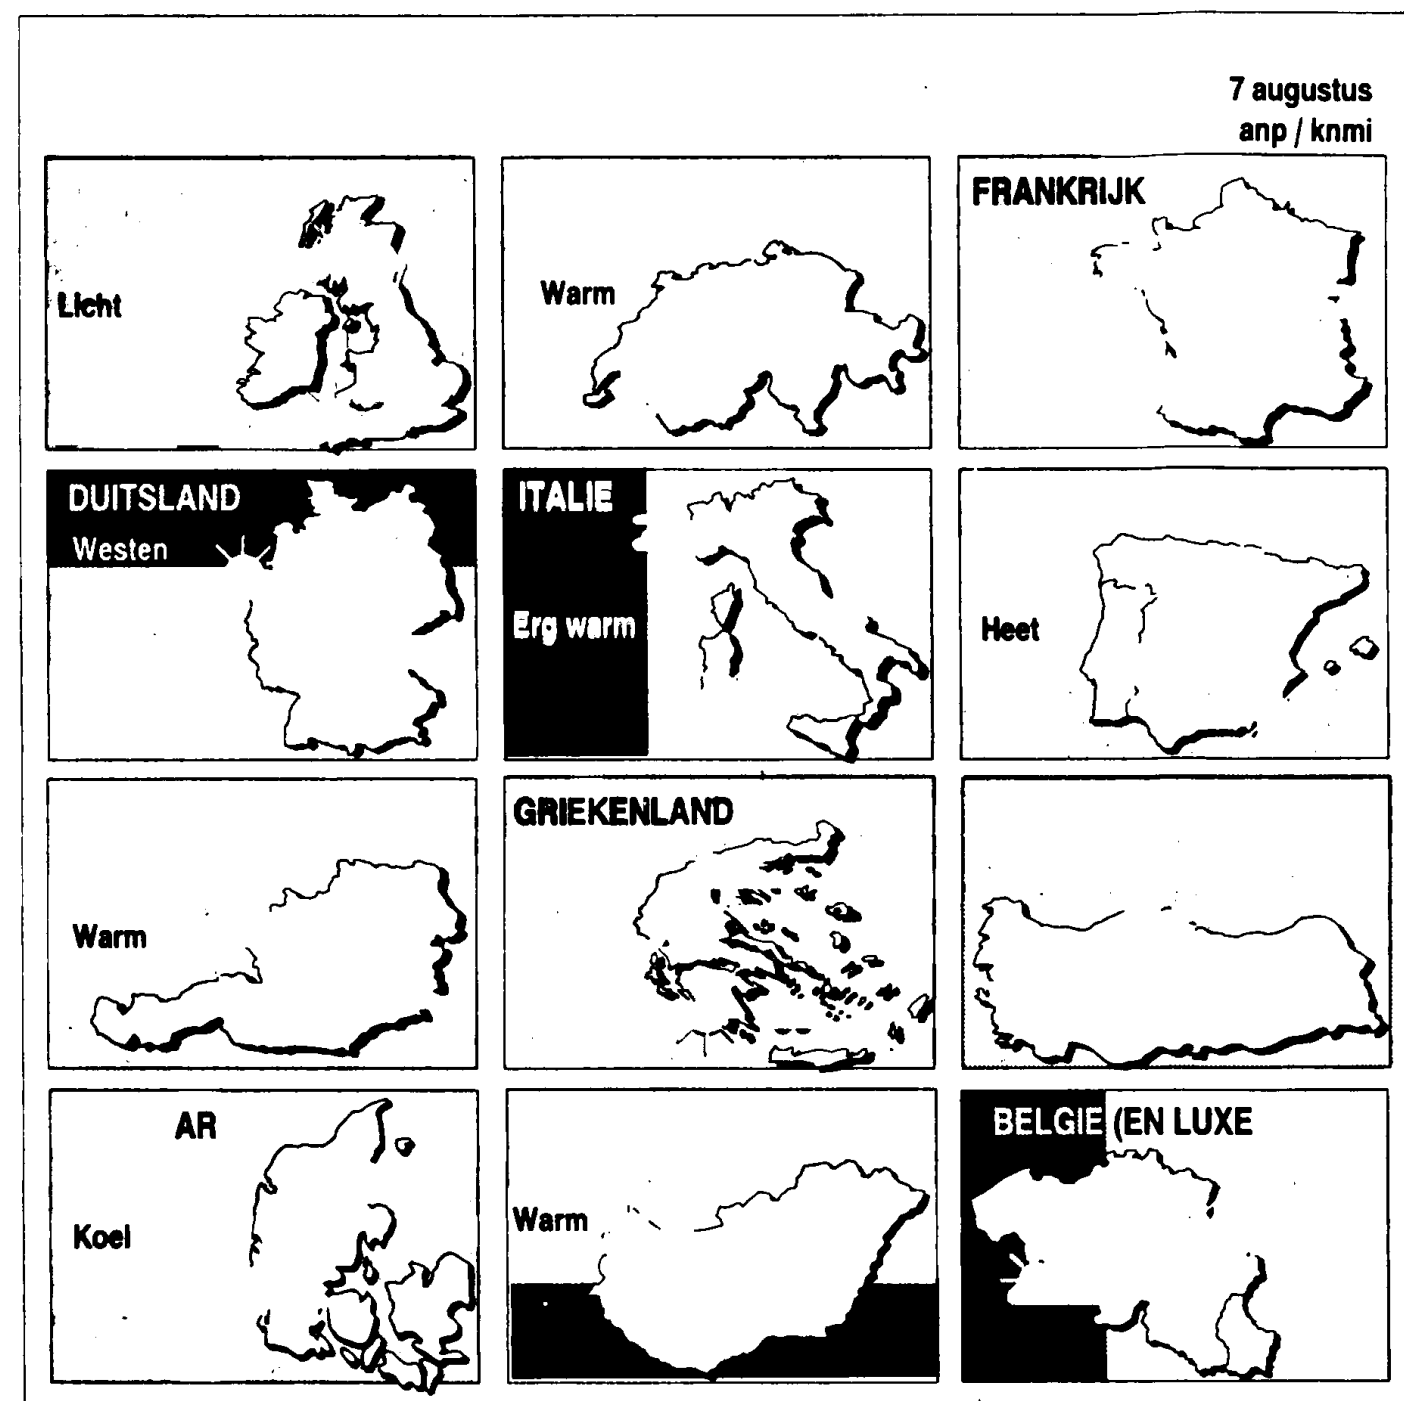 7 augustus
anp / knmi
Licht
Warm
FRANKRIJK
DUITSLAND
Westen
ITALIE
Erg warm
Heet
Warm
GRIEKENLAND
AR
Koel
Warm
BELGIE (EN LUXE